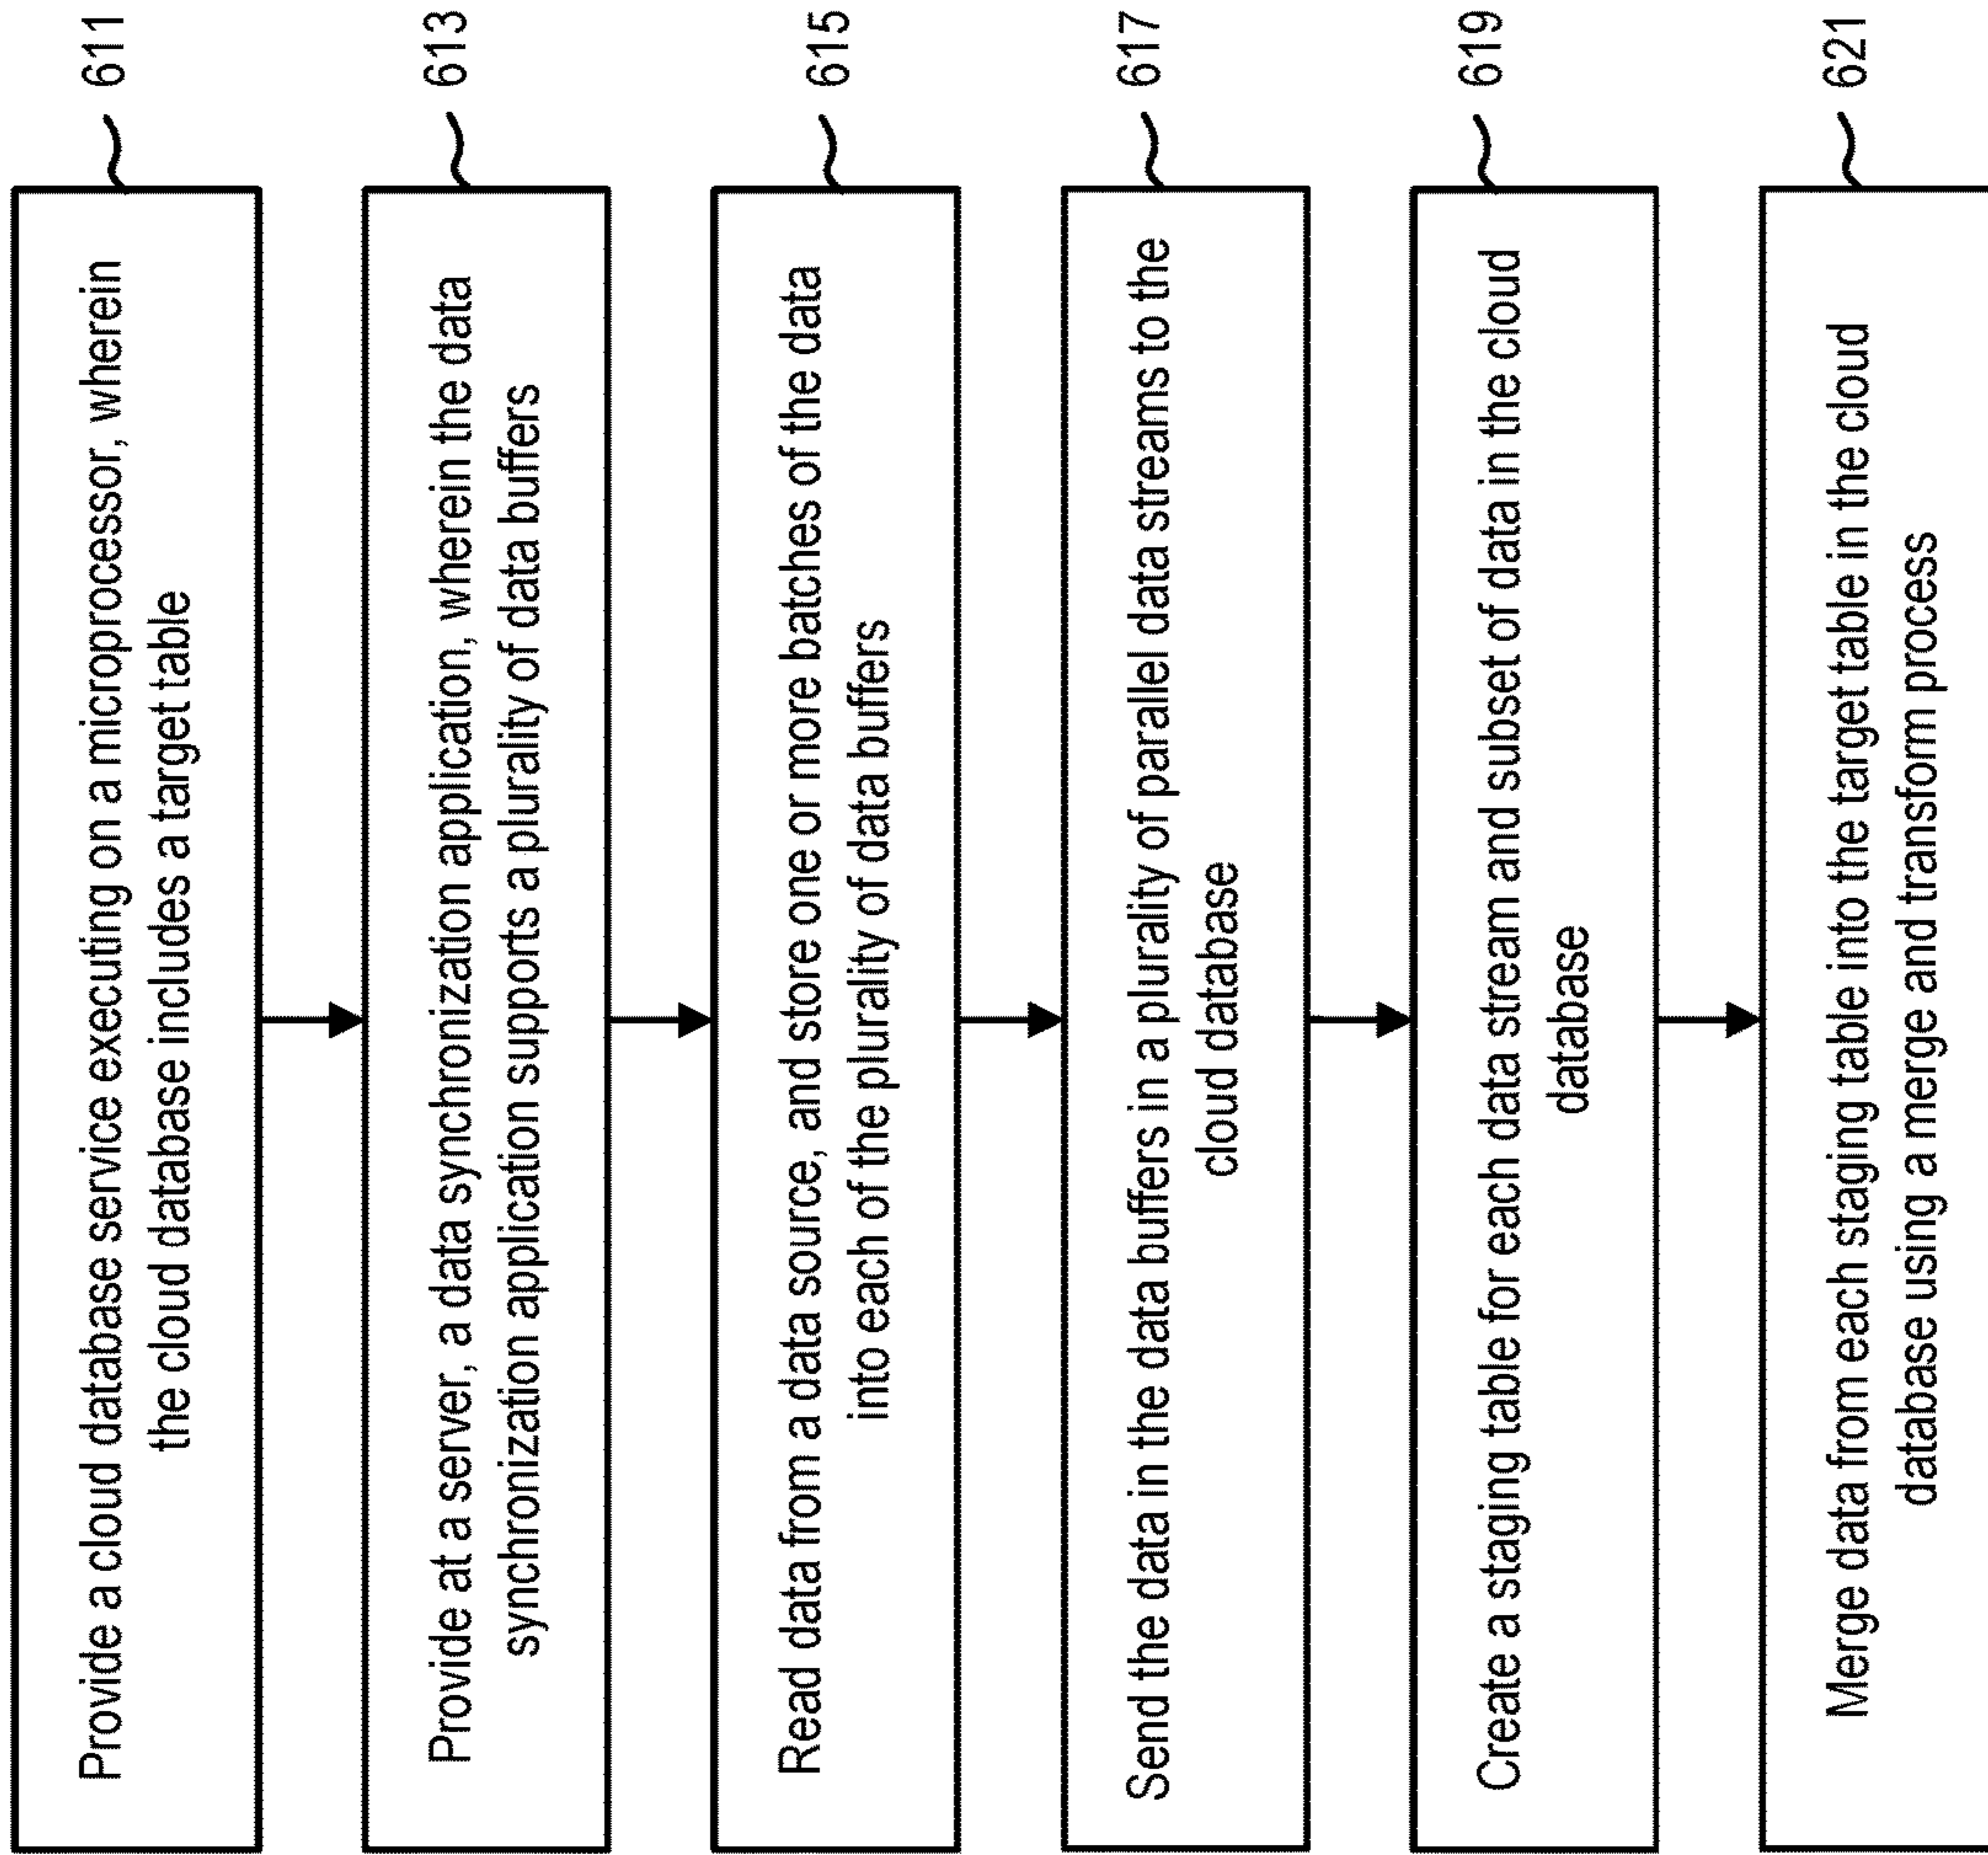 Provide a cloud database service executing on a microprocessor, wherein
the cloud database includes a target table
611
Provide at a server, a data synchronization application, wherein the data
synchronization application supports a plurality of data buffers
613
Read data from a data source, and store one or more batches of the data
into each of the plurality of data buffers
615
Send the data in the data buffers in a plurality of parallel data streams to the
cloud database
617
Create a staging table for each data stream and subset of data in the cloud
database
619
Merge data from each staging table into the target table in the cloud
database using a merge and transform process
621